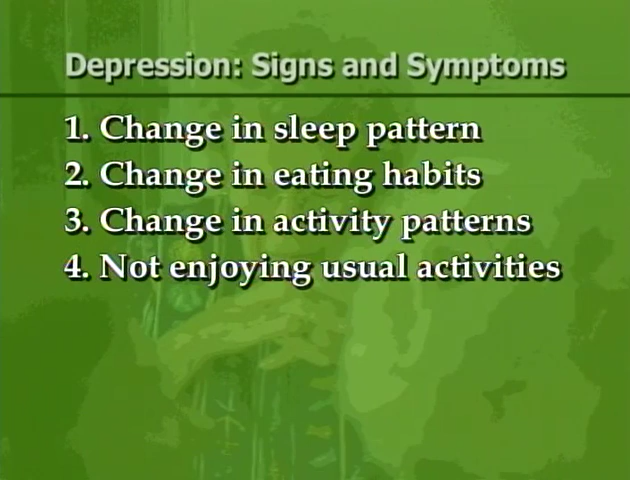 Depression: Signs and Symptoms
1. Change in sleep pattern
2. Change in eating habits
3. Change in activity patterns
4. Not enjoying usual activities